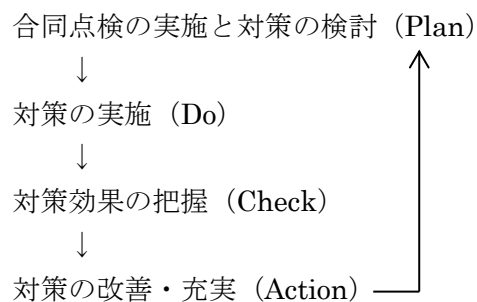 合同点検の実施と対策の検討（Plan）
↓
対策の実施（Do）
↓
対策効果の把握（Check）
↓
対策の改善・充実（Action）